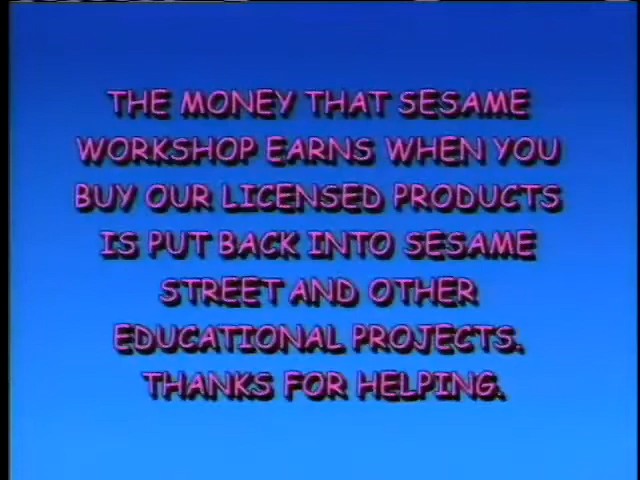 THE MONEY THAT SESAME
WORKSHOP EARNS WHEN YOU
BUY OUR LICENSED PRODUCTS
IS PUT BACK INTO SESAME
STREET AND OTHER
EDUCATIONAL PROJECTS.
THANKS FOR HELPING.